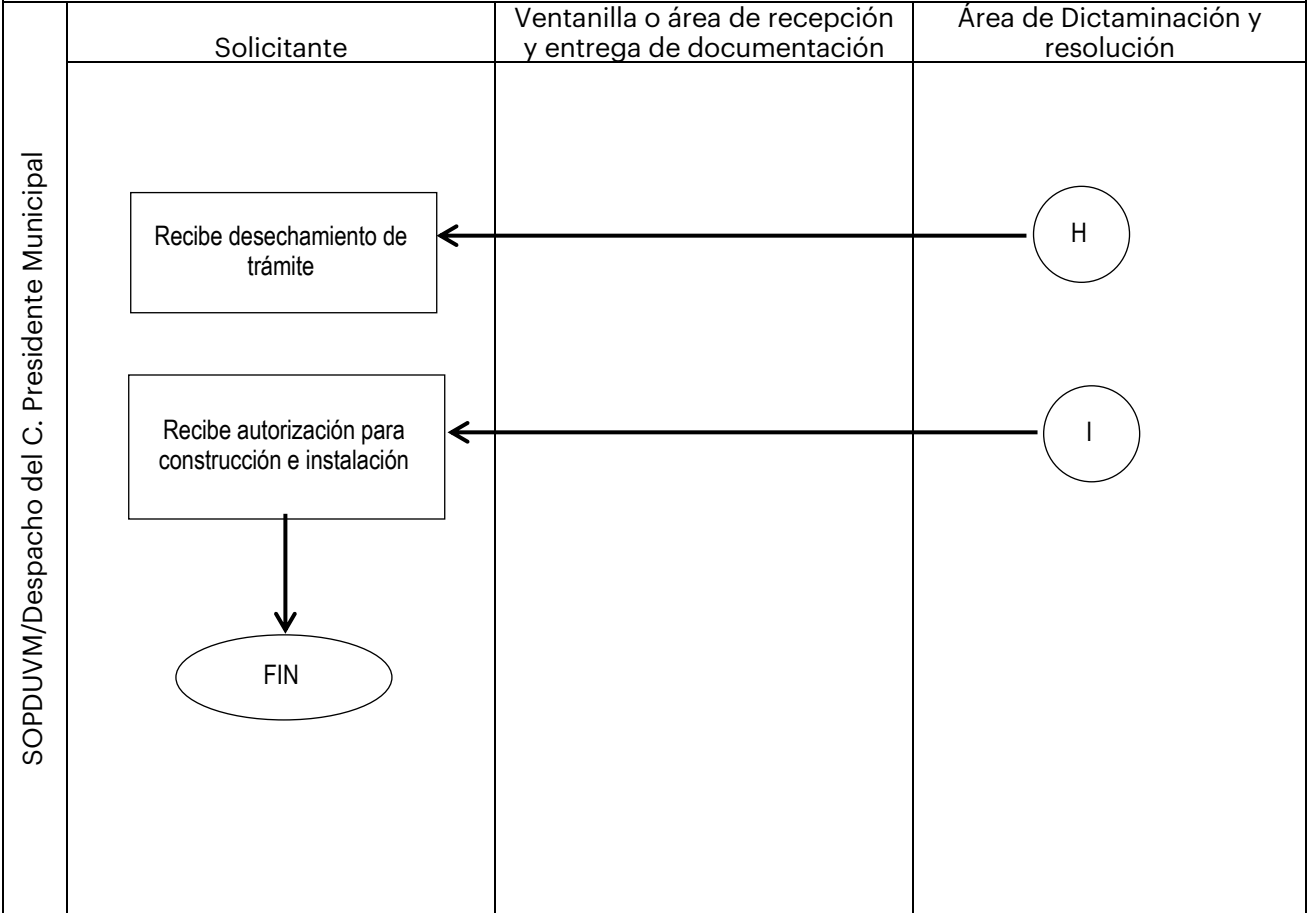 Solicitante
Ventanilla o área de recepción
y entrega de documentación
Área de Dictaminación y
resolución
SOPDUVM/Despacho del C. Presidente Municipal
Recibe desechamiento de
trámite
H
Recibe autorización para
construcción e instalación
I
FIN